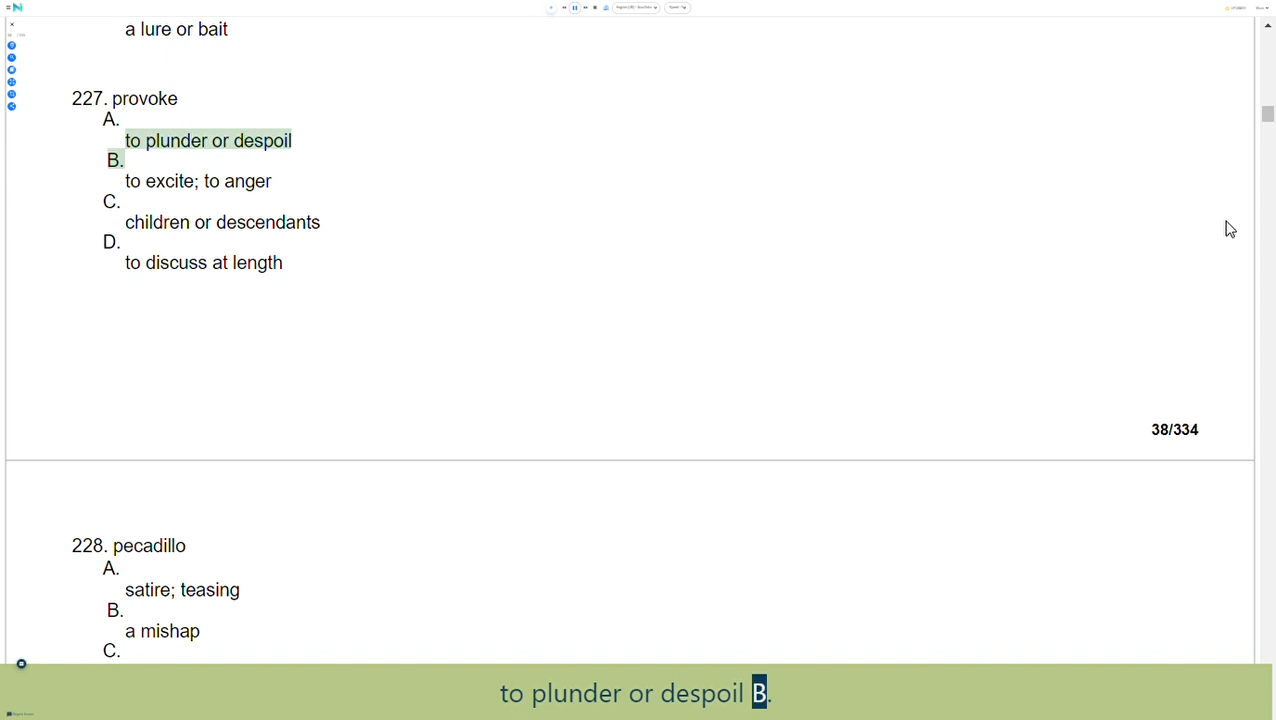 a lure or bait
227. provoke
A.
to plunder or despoil
B.
to excite; to anger
C.
children or descendants
D.
to discuss at length
38/334
228. pecadillo
A.
satire; teasing
B.
a mishap
C.
to plunder or despoil B.